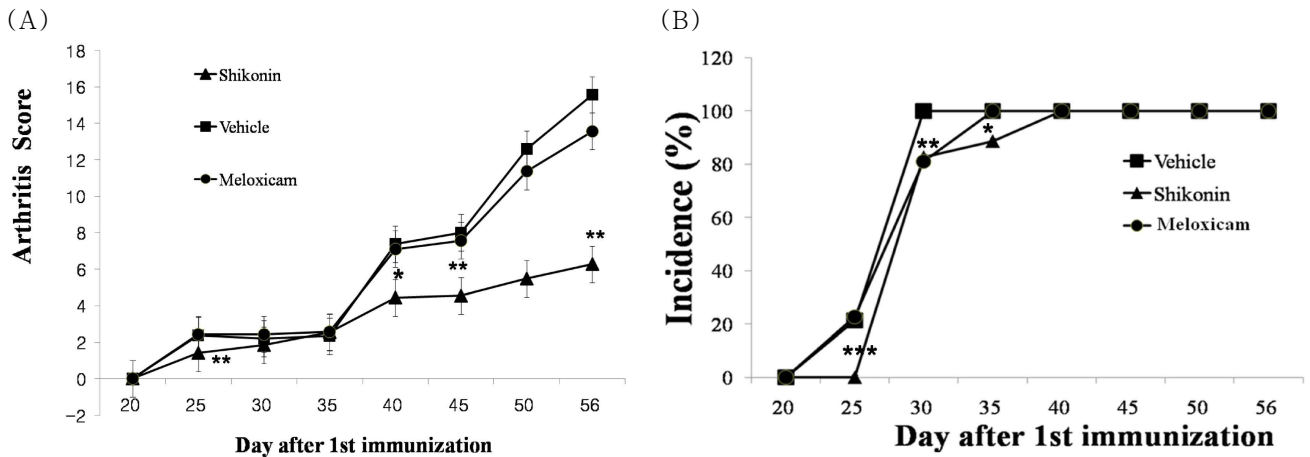 (A)
Arthritis Score
18
16
14
12
10
8
6
4
2
0
−2
Shikonin
Vehicle
Meloxicam
**
*
**
**
20 25 30 35 40 45 50 56
Day after 1st immunization
(B)
Incidence (%)
120
100
80
60
40
20
0
***
**
*
Vehicle
Shikonin
Meloxicam
20 25 30 35 40 45 50 56
Day after 1st immunization